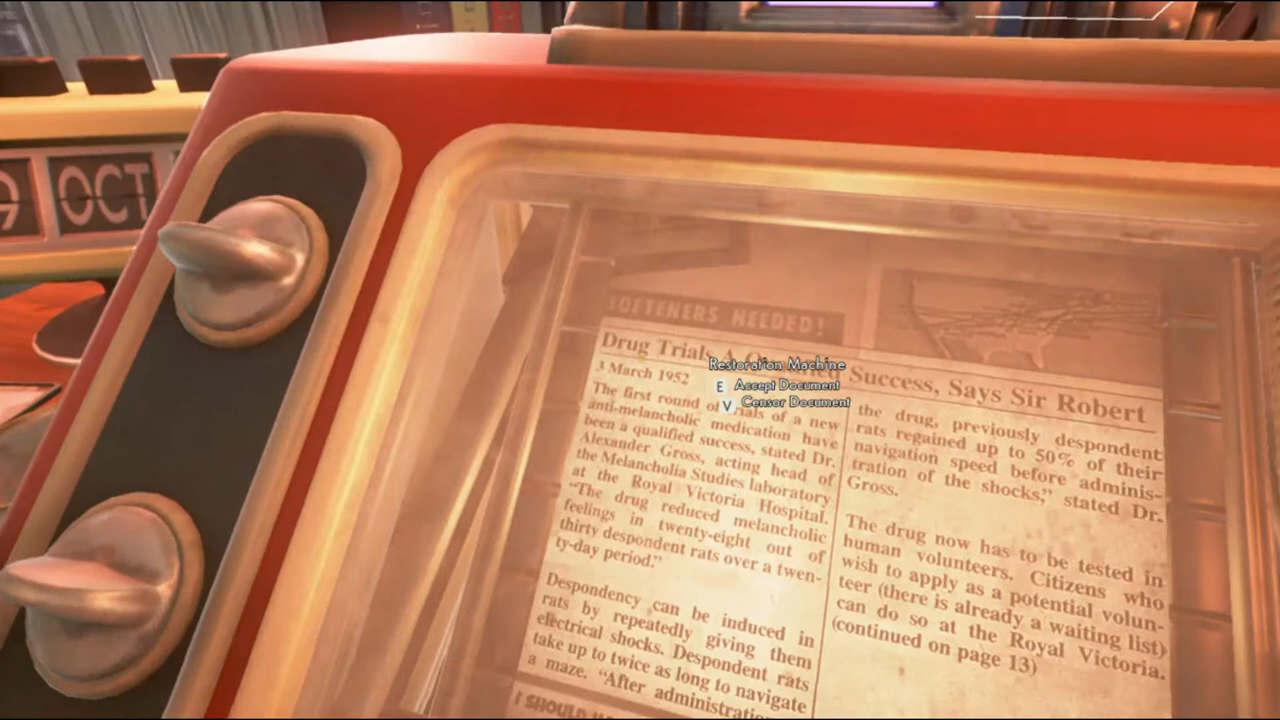 9 OCT
SOFTENERS NEEDED!
Drug Trials A Success, Says Sir Robert
Restoration Machine
E Accept Document
V Censor Document
3 March 1952
The first round of Trials of a new
anti-melancholic medication have
been a qualified success, stated Dr.
Alexander Gross, acting head of
the Melancholia Studies laboratory
at the Royal Victoria Hospital.
"The drug reduced melancholic
feelings in twenty-eight out of
thirty despondent rats over a twen-
ty-day period."
Despondency can be induced in
rats by repeatedly giving them
electrical shocks. Despondent rats
take up to twice as long to navigate
a maze. "After administration
the drug, previously despondent
rats regained up to 50% of their
navigation speed before adminis-
tration of the shocks," stated Dr.
Gross.
The drug now has to be tested in
human volunteers. Citizens who
wish to apply as a potential volun-
teer (there is already a waiting list)
can do so at the Royal Victoria.
(continued on page 13)
I SHOULD